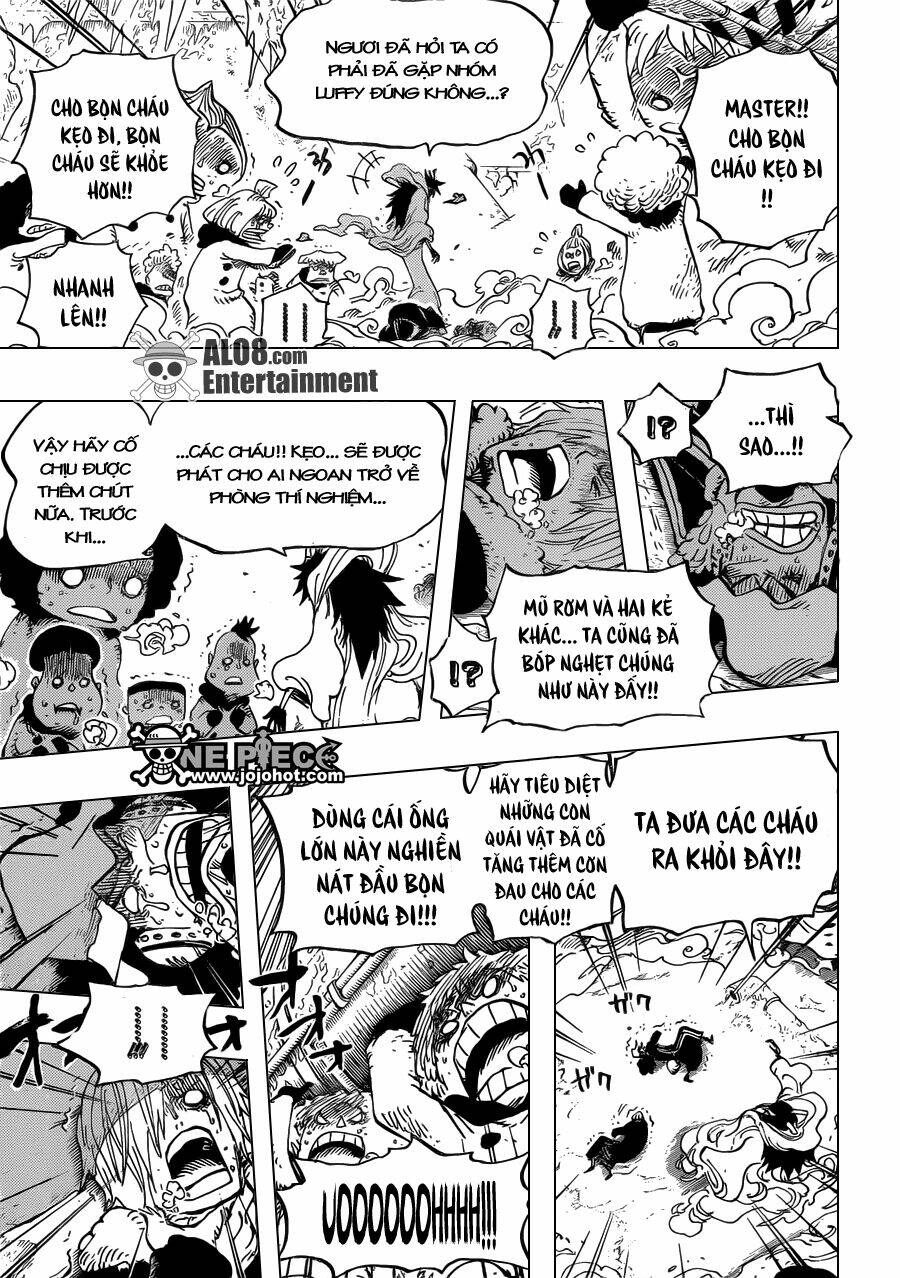 MASTER!!
CHO BỌN
CHÁU KẸO ĐI
!!
NGƯƠI ĐÃ HỎI TA CÓ
PHẢI ĐÃ GẶP NHÓM
LUFFY ĐÚNG KHÔNG...?
CHO BỌN CHÁU
KẸO ĐI, BỌN
CHÁU SẼ KHỎE
HƠN!!
NHANH
LÊN!!
AL08.com
Entertainment
...THÌ
SAO...!!
!?
MŨ RƠM VÀ HAI KẺ
KHÁC... TA CŨNG ĐÃ
BÓP NGHẸT CHÚNG
NHƯ NÀY ĐẤY!!
!?
...CÁC CHÁU!! KẸO... SẼ ĐƯỢC
PHÁT CHO AI NGOAN TRỞ VỀ
PHÒNG THÍ NGHIỆM...
VẬY HÃY CỐ
CHỊU ĐƯỢC
THÊM CHÚT
NỮA. TRƯỚC
KHI...
ONE PIECE
www.jojohot.com
TA ĐƯA CÁC CHÁU
RA KHỎI ĐÂY!!
HÃY TIÊU DIỆT
NHỮNG CON
QUÁI VẬT ĐÃ CỐ
TĂNG THÊM CƠN
ĐAU CHO CÁC
CHÁU!!
DÙNG CÁI ỐNG
LỚN NÀY NGHIỀN
NÁT ĐẦU BỌN
CHÚNG ĐI!!!
ガク
ガク
オオ
UOOOOOOHHHH!!!